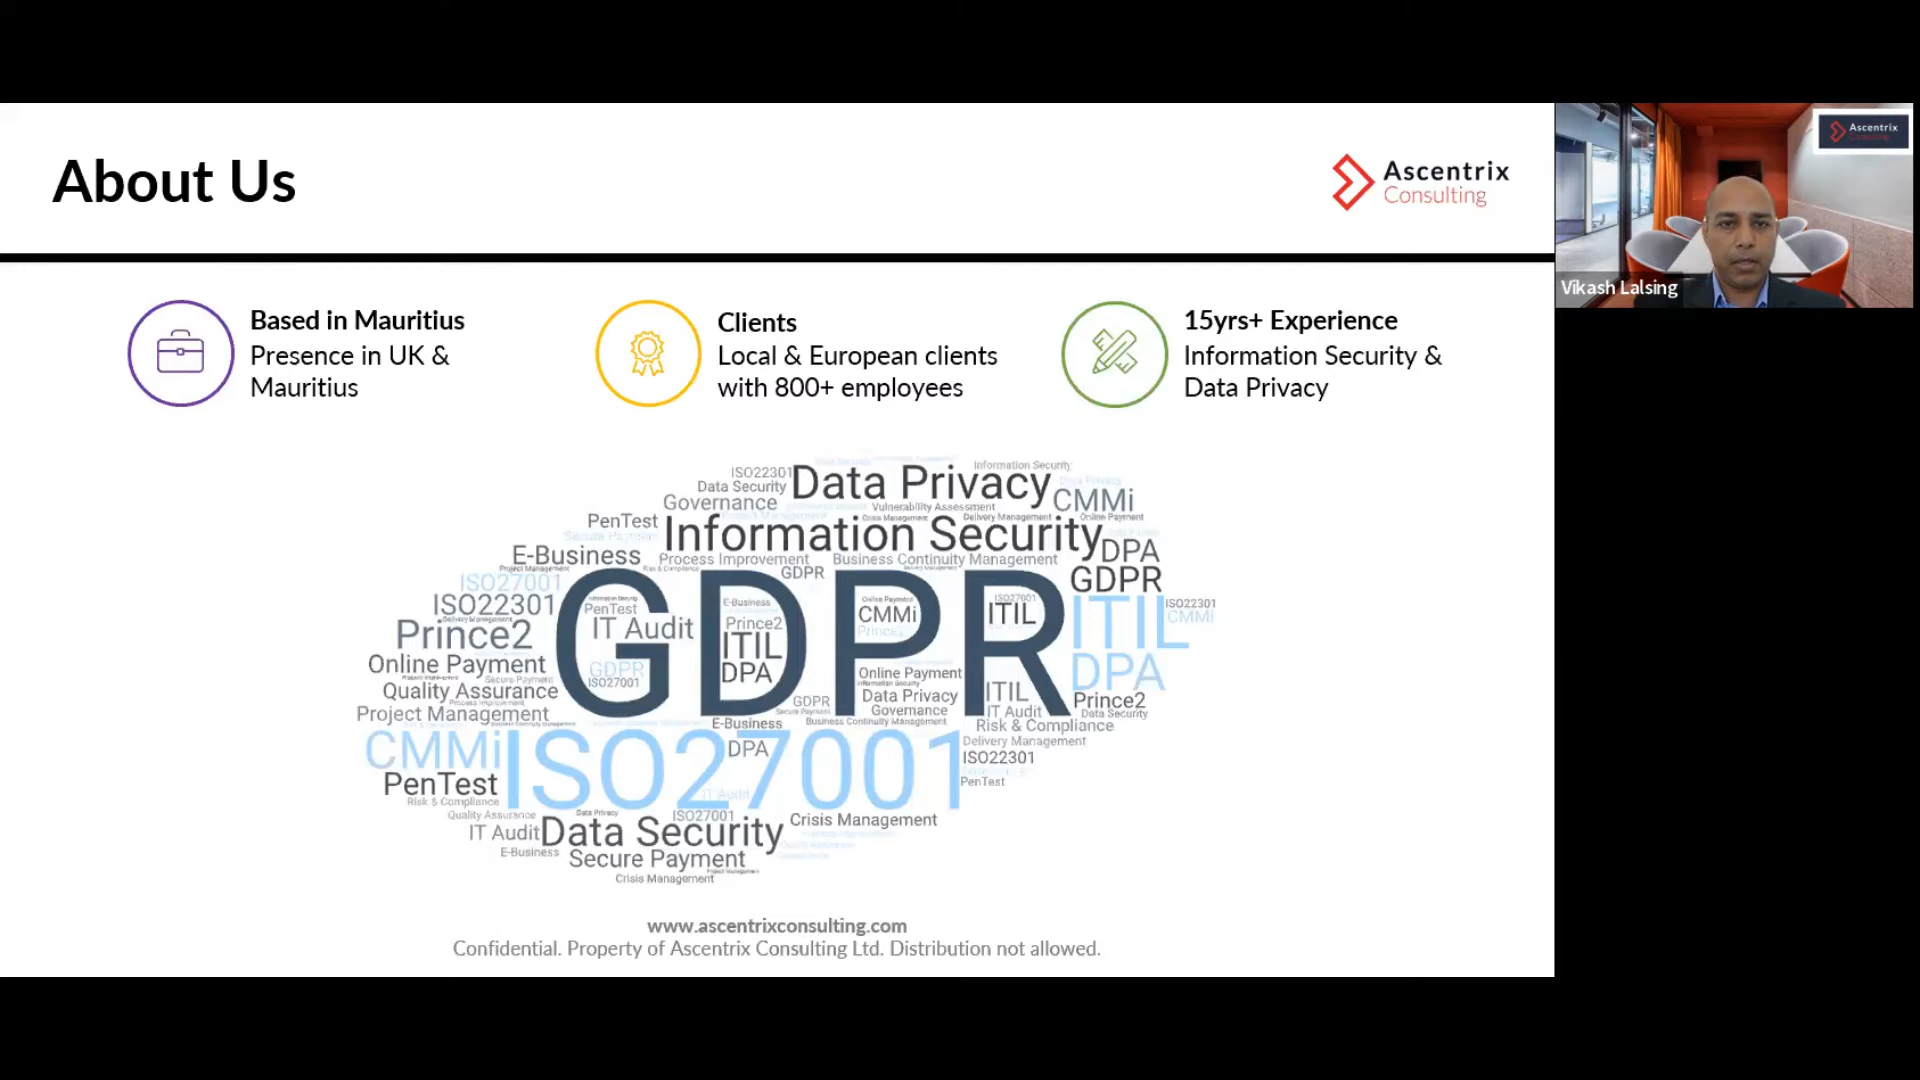 About Us
Ascentrix
Consulting
Ascentrix
Vikash Lalsing
Based in Mauritius
Presence in UK &
Mauritius
Clients
Local & European clients
with 800+ employees
15yrs+ Experience
Information Security &
Data Privacy
ISO22301
Data Privacy
Information Security
Data Security
Governance
CMMi
Vulnerability Assessment
Crisis Management
Delivery Management
Online Payment
PenTest
Information Security
DPA
E-Business
Process Improvement
Business Continuity Management
Project Management
Risk & Compliance
GDPR
GDPR
ISO27001
ISO22301
GDPR
PenTest
IT Audit
E-Business
Prince2
ITIL
DPA
Online Payment
CMMi
Prince2
ISO27001
ITIL
ITIL
ISO22301
CMMi
Prince2
Online Payment
Quality Assurance
Secure Payment
Process Improvement
Project Management
GDPR
ISO27001
Online Payment
Information Security
Data Privacy
Governance
GDPR
Secure Payment
Business Continuity Management
E-Business
DPA
ITIL
IT Audit
DPA
Prince2
Data Security
Risk & Compliance
Delivery Management
ISO22301
PenTest
CMMi
ISO27001
PenTest
Risk & Compliance
IT Audit
Quality Assurance
Data Privacy
ISO27001
Crisis Management
IT Audit
Data Security
E-Business
Secure Payment
Project Management
Crisis Management
www.ascentrixconsulting.com
Confidential. Property of Ascentrix Consulting Ltd. Distribution not allowed.